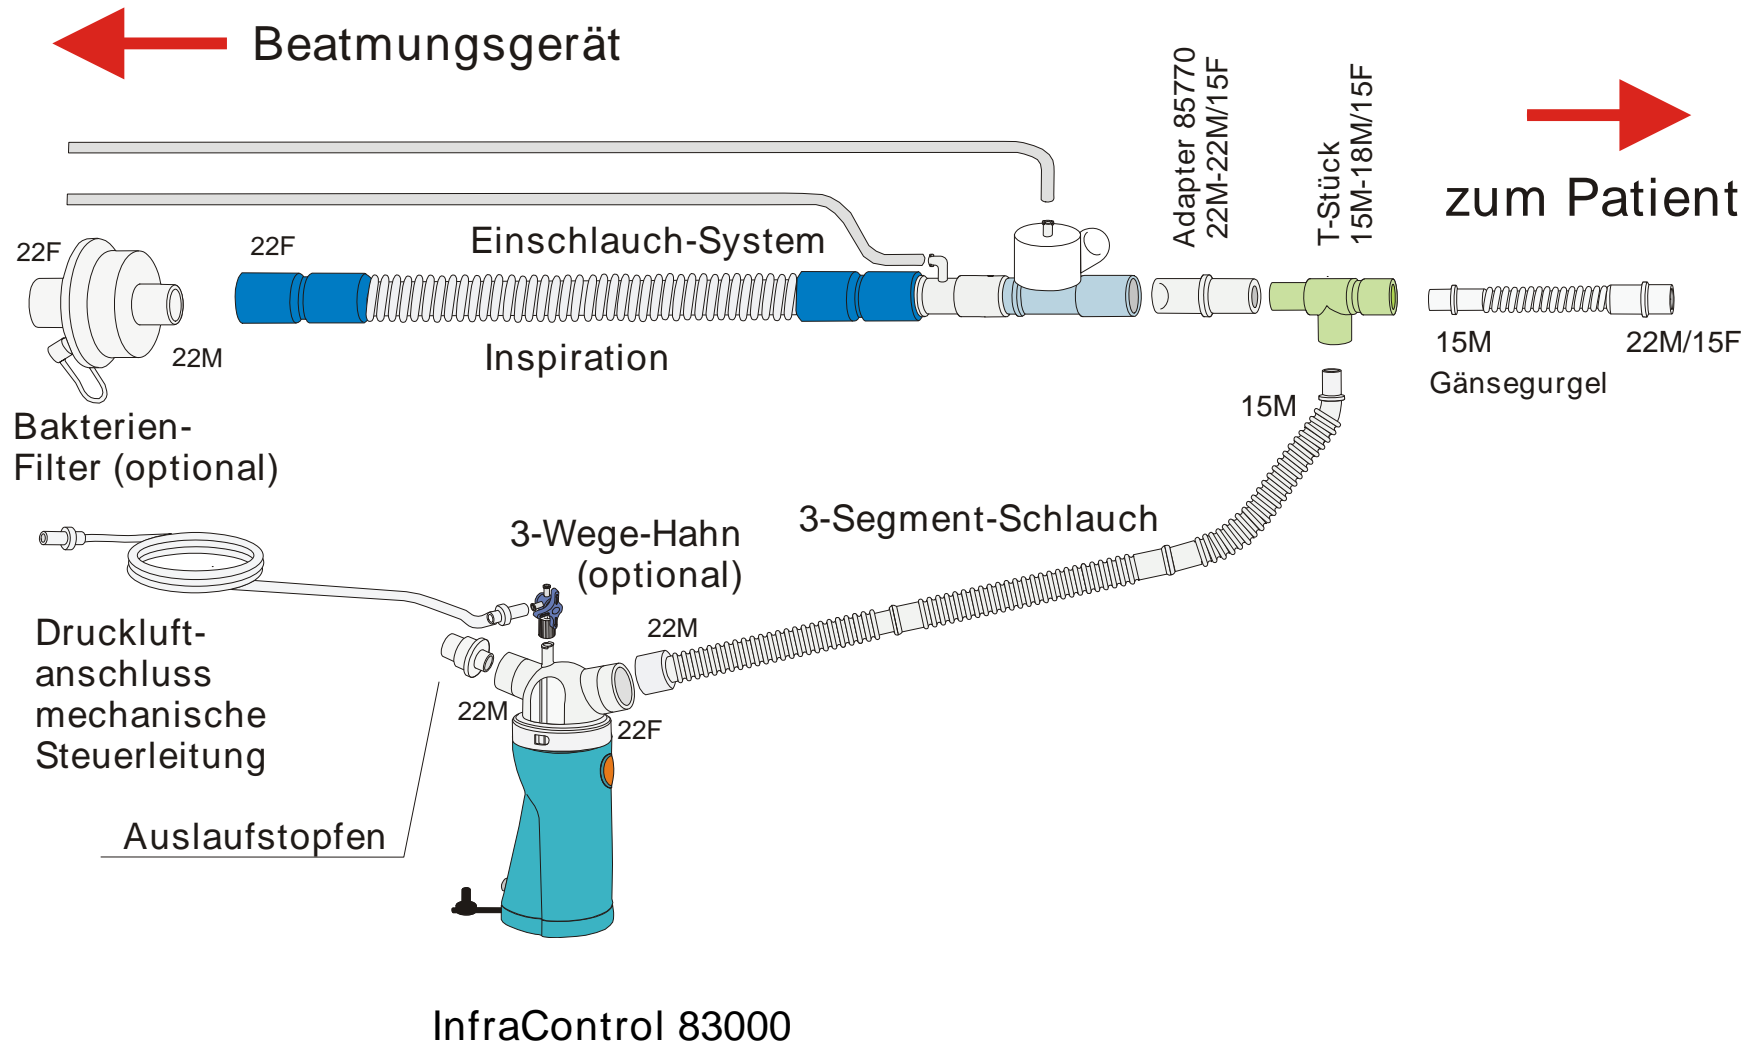 Beatmungsgerät
Adapter 85770
22M-22M/15F
T-Stück
15M-18M/15F
zum Patient
22F
22F
Einschlauch-System
22M
Inspiration
15M
22M/15F
Gänsegurgel
15M
Bakterien-
Filter (optional)
3-Wege-Hahn
(optional)
3-Segment-Schlauch
Druckluft-
anschluss
mechanische
Steuerleitung
22M
22M
22F
Auslaufstopfen
InfraControl 83000